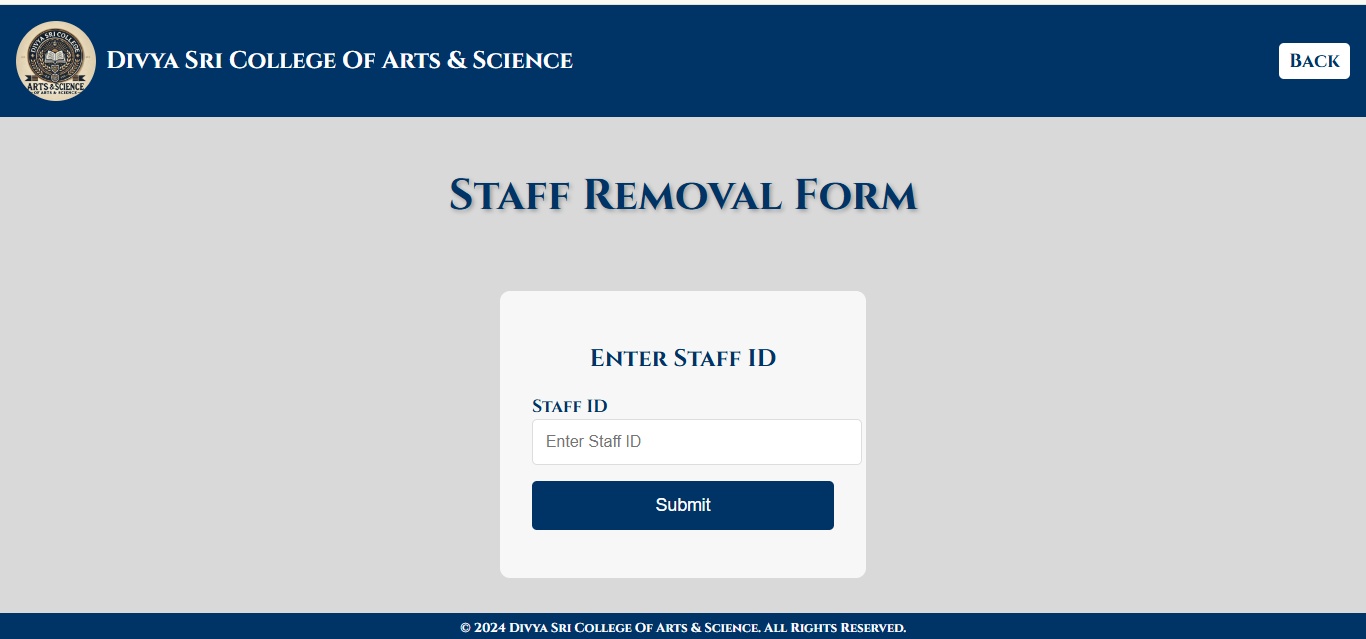 DIVYA SRI COLLEGE
ARTS & SCIENCE
OF ARTS & SCIENCE
Divya Sri College Of Arts & Science
Back
Staff Removal Form
Enter Staff ID
Staff ID
Enter Staff ID
Submit
© 2024 Divya Sri College Of Arts & Science. All Rights Reserved.